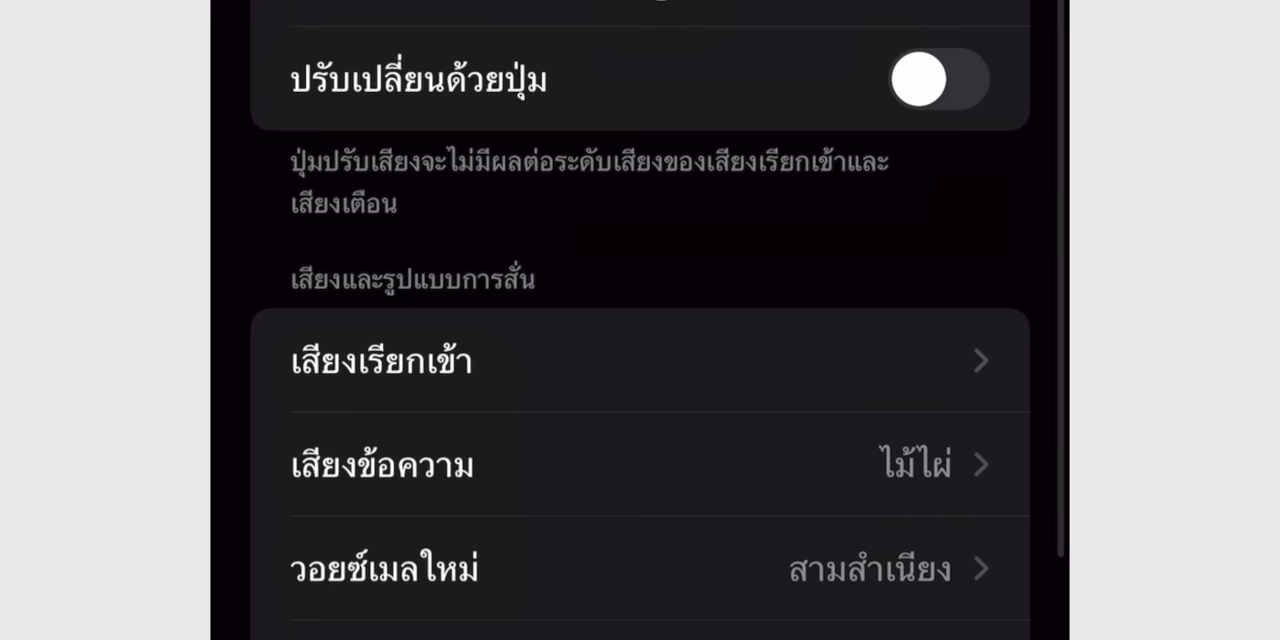 ปรับเปลี่ยนด้วยปุ่ม
ปุ่มปรับเสียงจะไม่มีผลต่อระดับเสียงของเสียงเรียกเข้าและ
เสียงเตือน
เสียงและรูปแบบการสั่น
เสียงเรียกเข้า
เสียงข้อความ ไม้ไผ่
วอยซ์เมลใหม่ สามสำเนียง